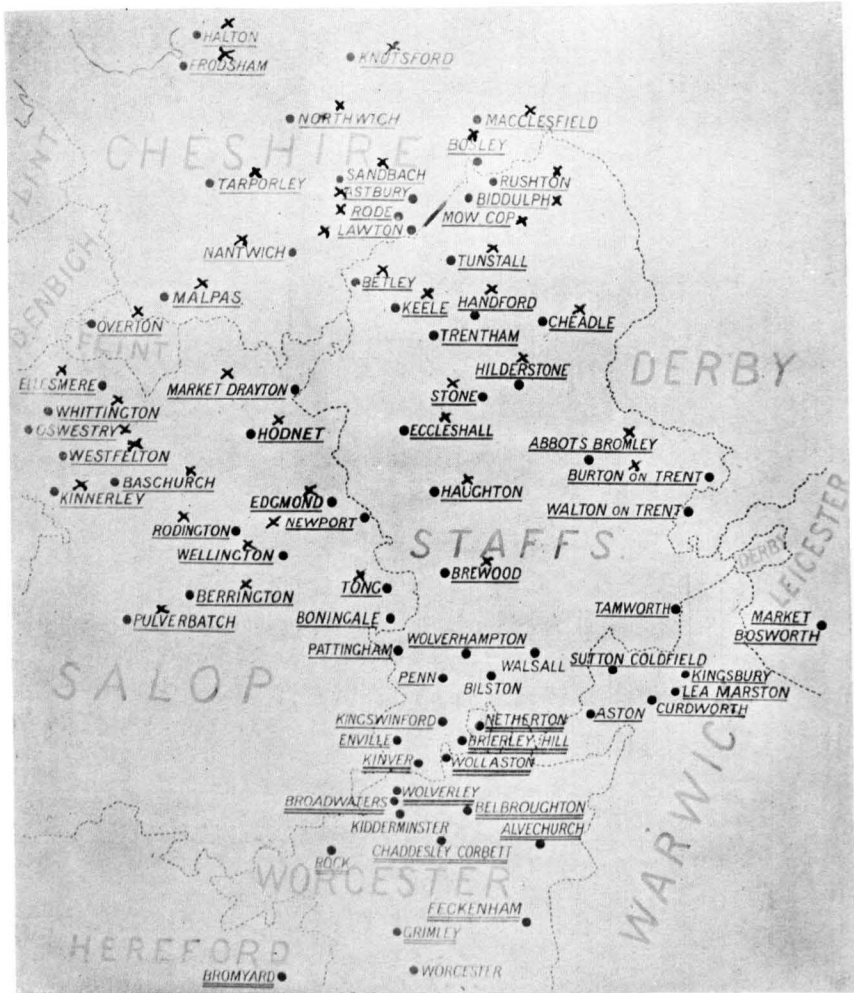 HALTON
FRODSHAM
KNUTSFORD
NORTHWICH
MACCLESFIELD
BOSLEY
CHESHIRE
FLINT
TARPORLEY
SANDBACH
ASTBURY
RUSHTON
BIDDULPH
RODE
MOW COP
LAWTON
NANTWICH
TUNSTALL
BETLEY
DENBIGH
MALPAS
KEELE
HANDFORD
CHEADLE
OVERTON
FLINT
TRENTHAM
DERBY
ELLESMERE
MARKET DRAYTON
HILDERSTONE
STONE
WHITTINGTON
OSWESTRY
HODNET
ECCLESHALL
ABBOTS BROMLEY
WESTFELTON
BURTON ON TRENT
BASCHURCH
KINNERLEY
EDGMOND
HAUGHTON
NEWPORT
WALTON ON TRENT
RODINGTON
STAFFS
DERBY
LEICESTER
WELLINGTON
BREWOOD
BERRINGTON
TONG
PULVERBATCH
BONINGALE
TAMWORTH
MARKET
BOSWORTH
PATTINGHAM
WOLVERHAMPTON
WALSALL
SUTTON COLDFIELD
SALOP
PENN
BILSTON
KINGSBURY
LEA MARSTON
CURDWORTH
KINGSWINFORD
NETHERTON
ASTON
ENVILLE
BRIERLEY HILL
KINVER
WOLLASTON
WARWICK
WOLVERLEY
BROADWATERS
BELBROUGHTON
KIDDERMINSTER
ALVECHURCH
CHADDESLEY CORBETT
ROCK
WORCESTER
FECKENHAM
GRIMLEY
HEREFORD
BROMYARD
WORCESTER